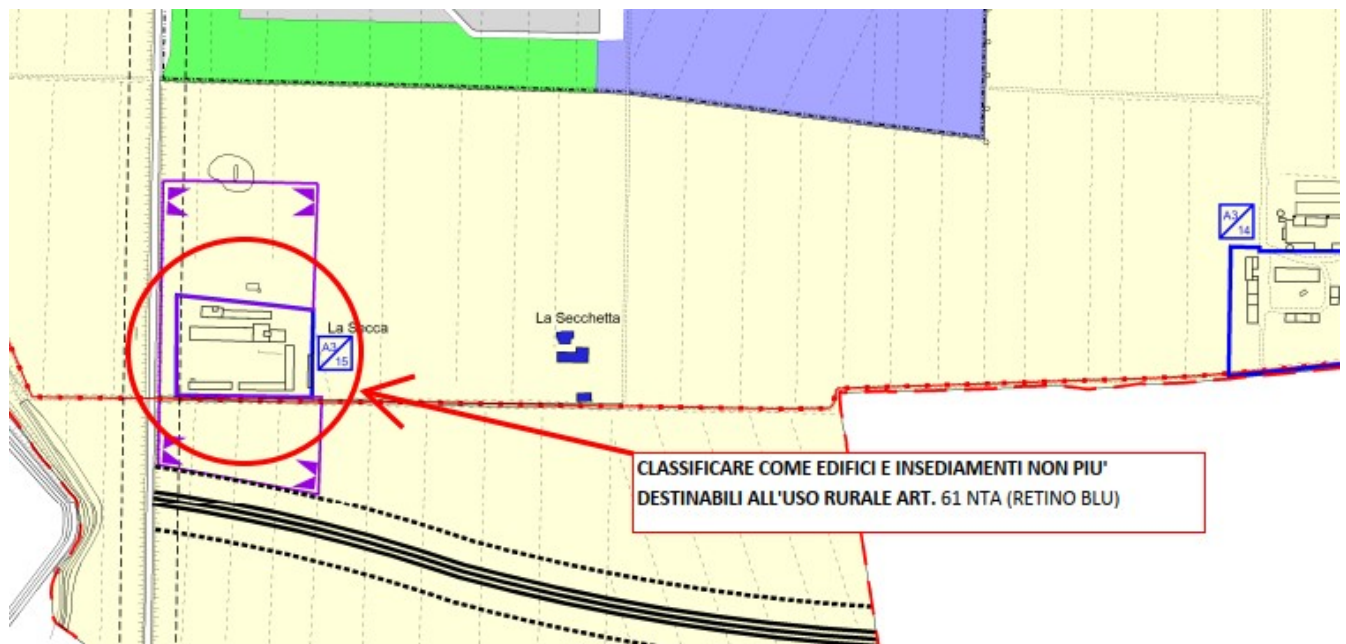 A3
14
La Secchetta
La Secca
A3
15
CLASSIFICARE COME EDIFICI E INSEDIAMENTI NON PIU'
DESTINABILI ALL'USO RURALE ART. 61 NTA (RETINO BLU)